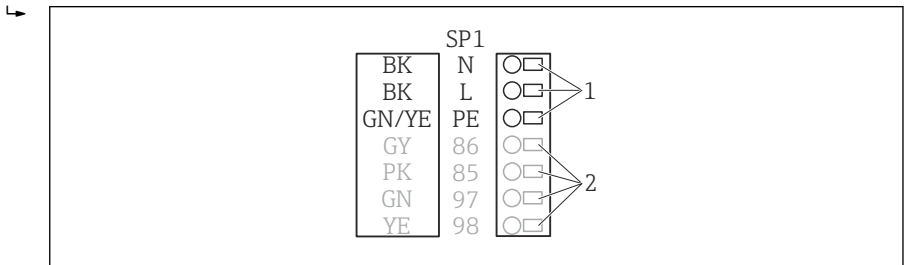 SP1
BK N
BK L 1
GN/YE PE
GY 86
PK 85 2
GN 97
YE 98